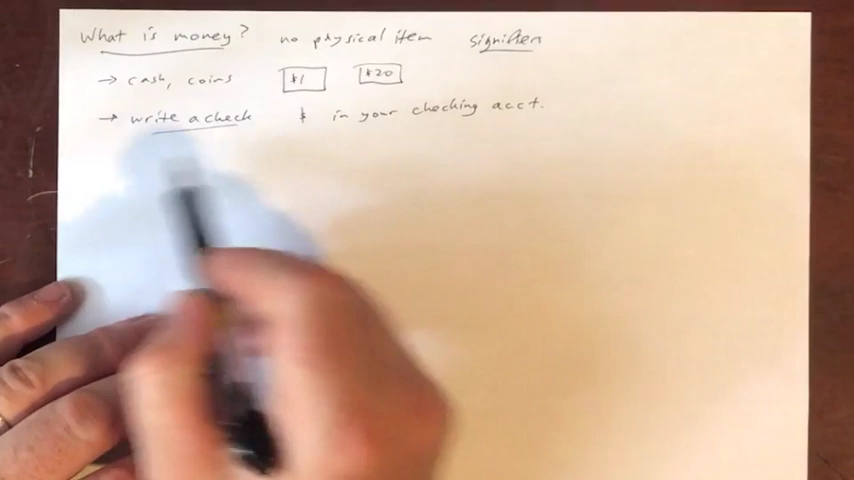 What is money? no physical item signifier
→ cash, coins $1 $20
→ write a check $ in your checking acct.